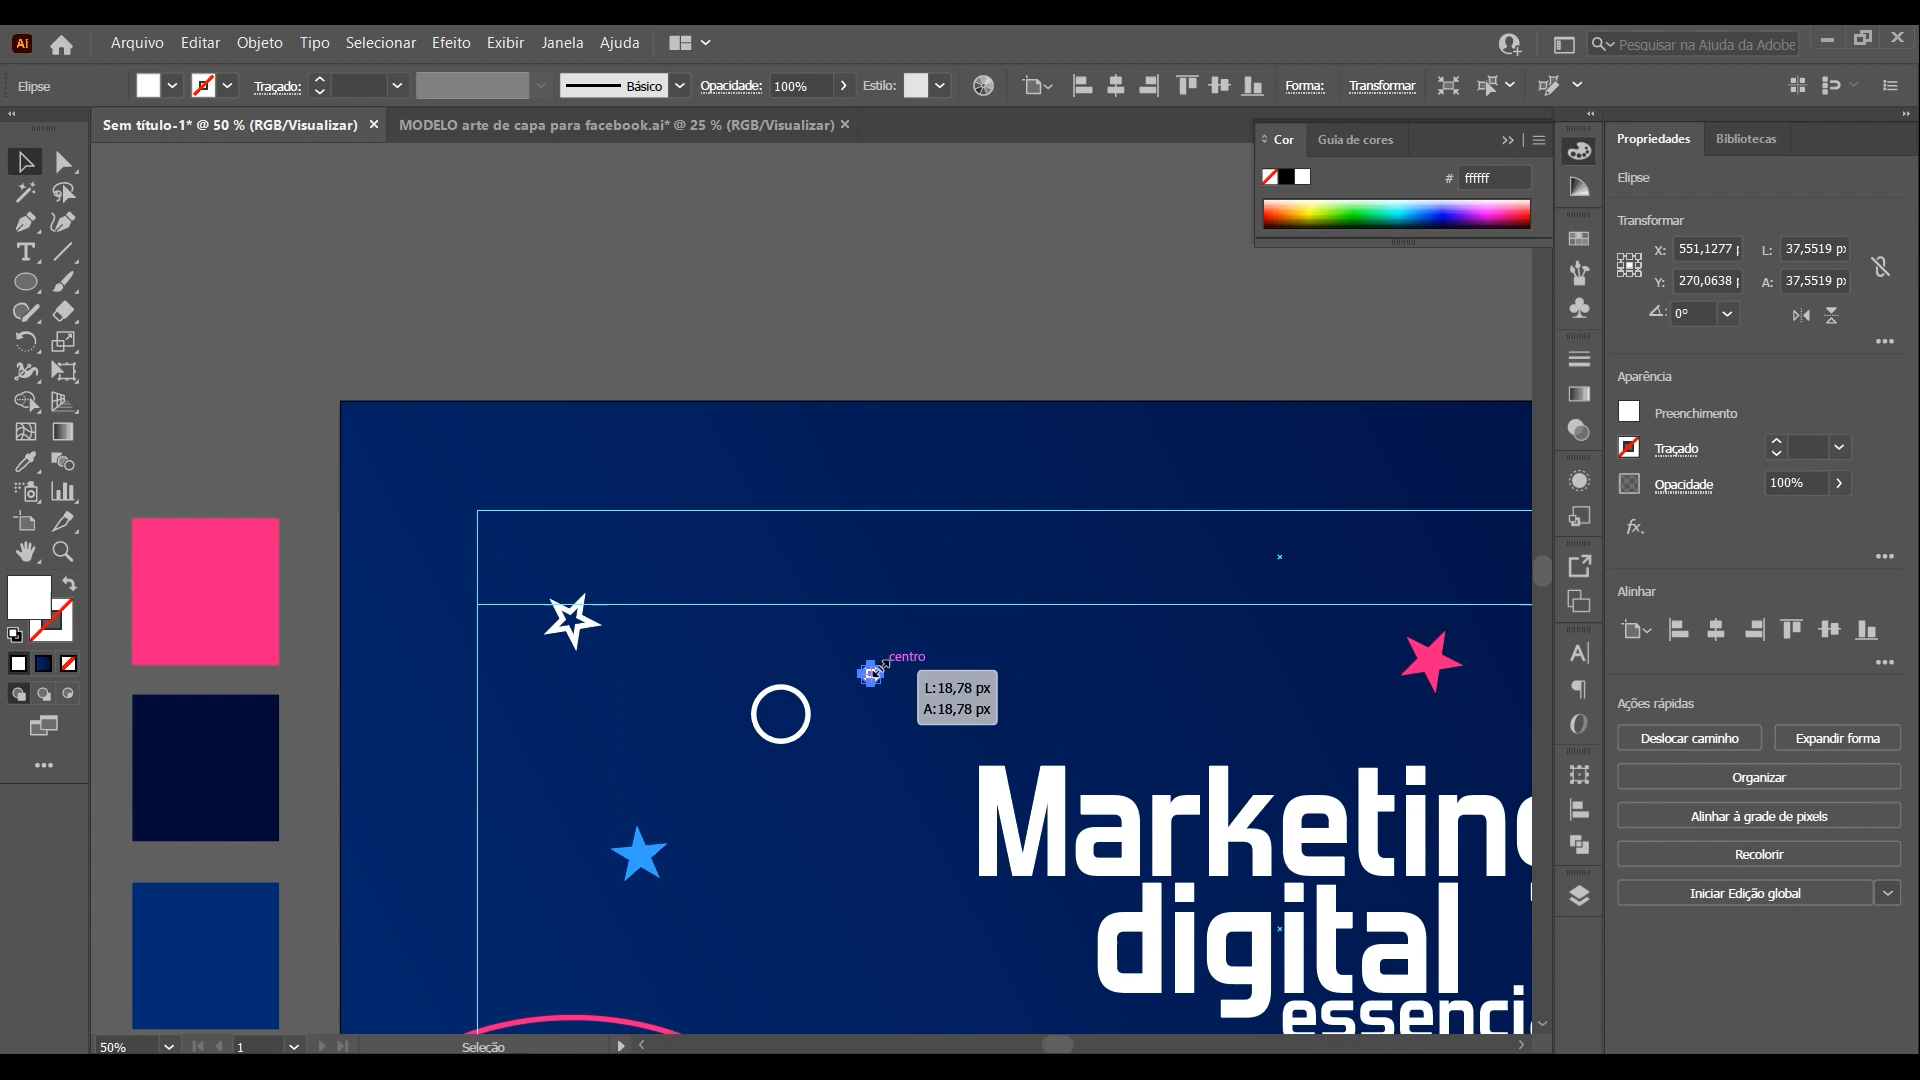 Ai Arquivo Editar Objeto Tipo Selecionar Efeito Exibir Janela Ajuda Pesquisar na Ajuda da Adobe
Elipse Traçado: Básico Opacidade: 100% Estilo: Forma: Transformar
Sem título-1* @ 50 % (RGB/Visualizar) × MODELO arte de capa para facebook.ai* @ 25 % (RGB/Visualizar) ×
Cor Guia de cores
# ffffff
Propriedades Bibliotecas
Elipse
Transformar
X: 551,1277 L: 37,5519 px
Y: 270,0638 A: 37,5519 px
0°
Aparência
Preenchimento
Traçado
Opacidade 100%
fx.
Alinhar
Ações rápidas
Deslocar caminho Expandir forma
Organizar
Alinhar à grade de pixels
Recolorir
Iniciar Edição global
centro
L:18,78 px
A:18,78 px
Marketing
digital
essenci
50% 1 Seleção